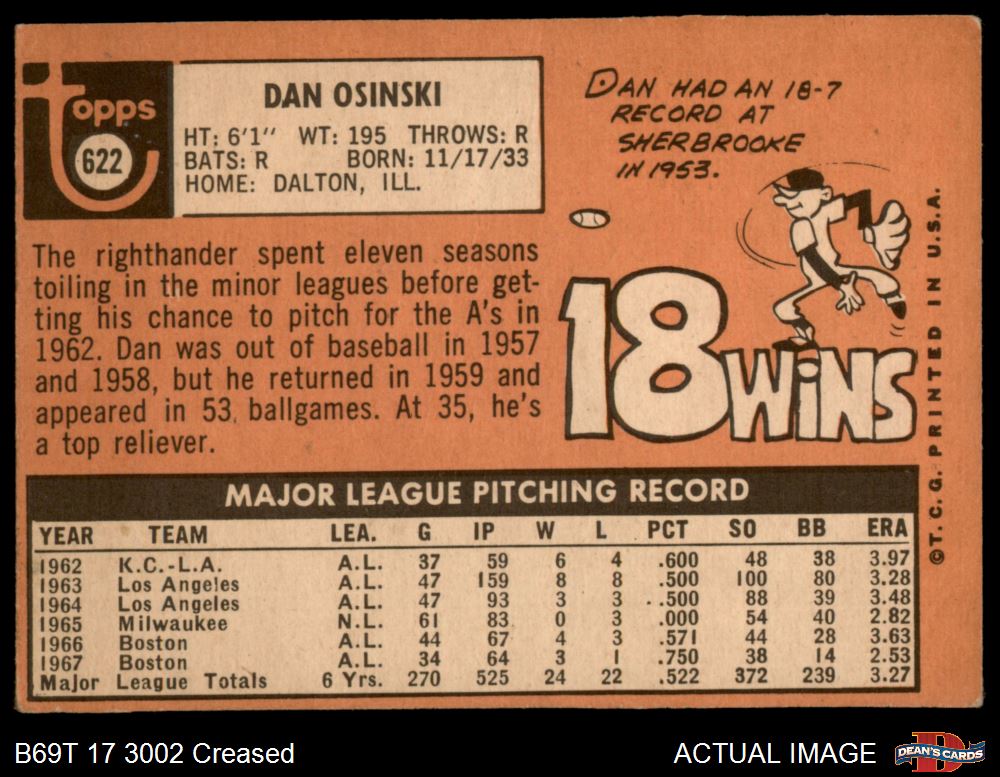 topps
622
DAN OSINSKI
HT: 6'1" WT: 195 THROWS: R
BATS: R BORN: 11/17/33
HOME: DALTON, ILL.
DAN HAD AN 18-7
RECORD AT
SHERBROOKE
IN 1953.
The righthander spent eleven seasons
toiling in the minor leagues before get-
ting his chance to pitch for the A's in
1962. Dan was out of baseball in 1957
and 1958, but he returned in 1959 and
appeared in 53 ballgames. At 35, he's
a top reliever.
18 WINS
©T. C. G. PRINTED IN U.S.A.
MAJOR LEAGUE PITCHING RECORD
YEAR TEAM LEA. G IP W L PCT SO BB ERA
1962 K.C.-L.A. A.L. 37 59 6 4 .600 48 38 3.97
1963 Los Angeles A.L. 47 159 8 8 .500 100 80 3.28
1964 Los Angeles A.L. 47 93 3 3 .500 88 39 3.48
1965 Milwaukee N.L. 61 83 0 3 .000 54 40 2.82
1966 Boston A.L. 44 67 4 3 .571 44 28 3.63
1967 Boston A.L. 34 64 3 1 .750 38 14 2.53
Major League Totals 6 Yrs. 270 525 24 22 .522 372 239 3.27
B69T 17 3002 Creased
ACTUAL IMAGE
DEAN'S CARDS